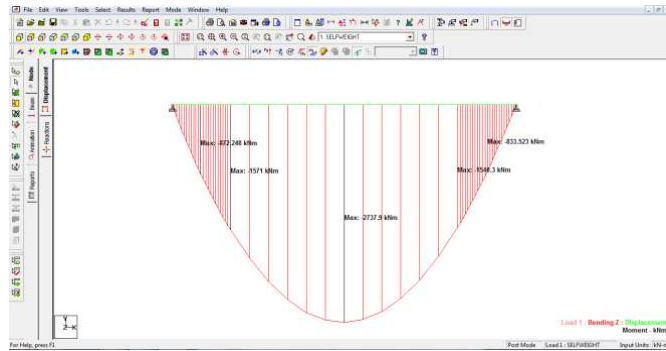 File Edit View Tools Select Results Report Mode Window Help
1 SELFWEIGHT
Node
Displacement
Beam
Reactions
Animation
Reports
Max: -872.248 kNm
Max: -833.523 kNm
Max: -1571 kNm
Max: -1540.3 kNm
Max: -2737.9 kNm
Y
Z-X
Load 1 : Bending Z : Displacement
Moment - kNm
For Help, press F1
Post Mode
Load 1 : SELFWEIGHT
Input Units: kN-m